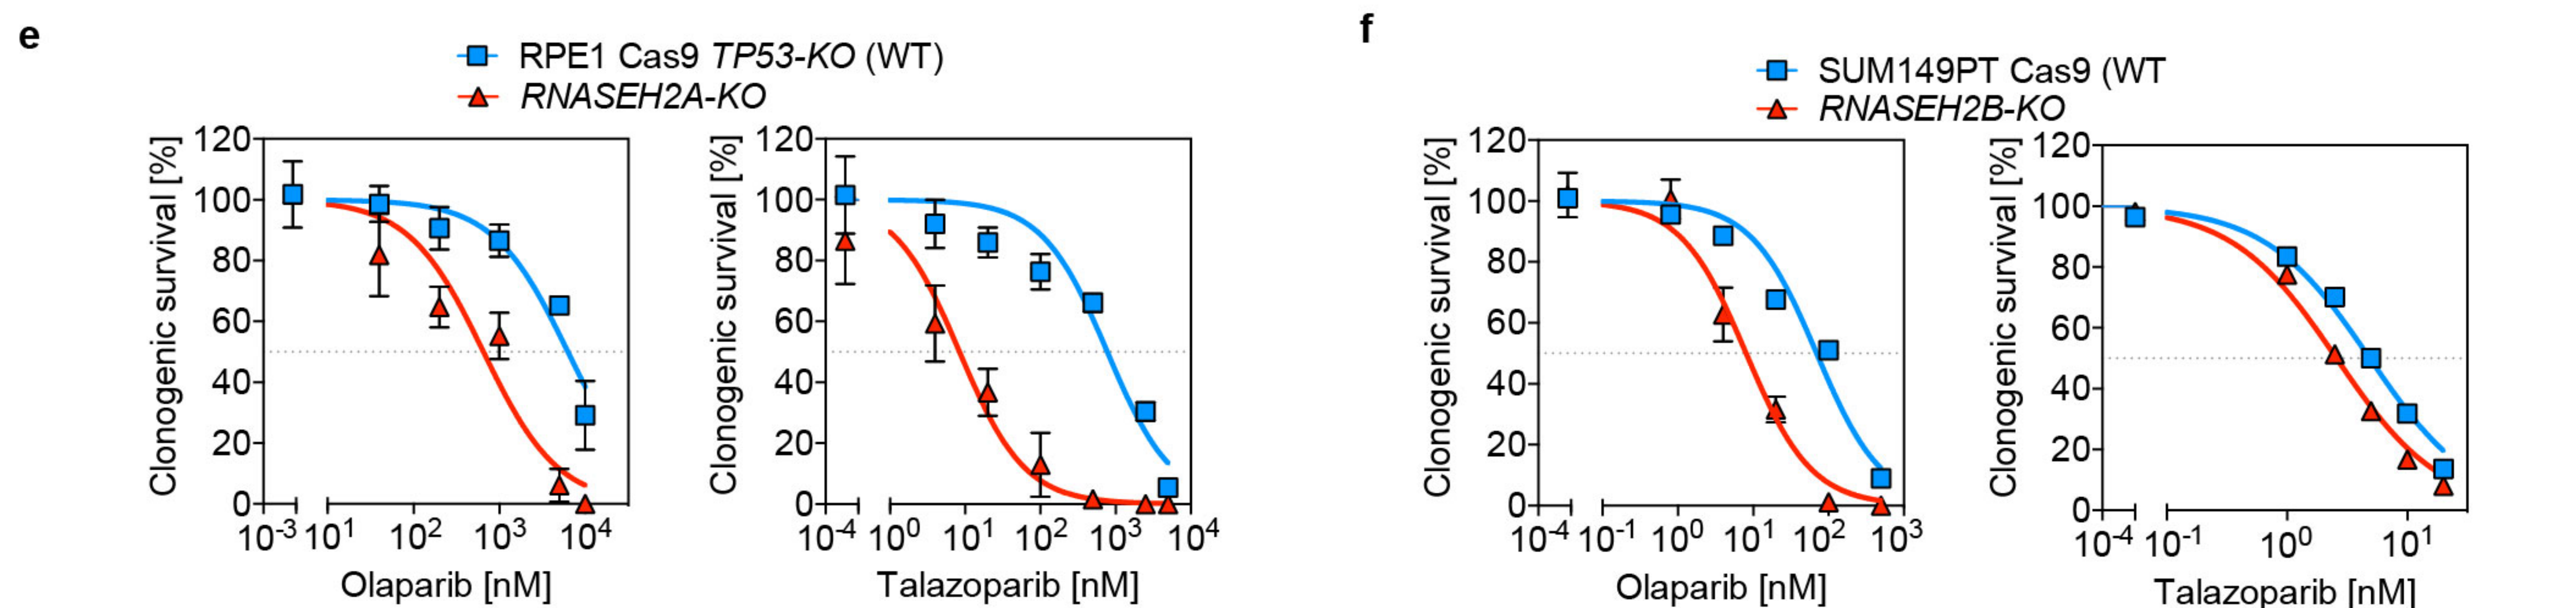 e
RPE1 Cas9 TP53-KO (WT)
RNASEH2A-KO
Clonogenic survival [%]
120
100
80
60
40
20
0
10-3 101 102 103 104
Olaparib [nM]
Clonogenic survival [%]
120
100
80
60
40
20
0
10-4 100 101 102 103 104
Talazoparib [nM]
f
SUM149PT Cas9 (WT
RNASEH2B-KO
Clonogenic survival [%]
120
100
80
60
40
20
0
10-4 10-1 100 101 102 103
Olaparib [nM]
Clonogenic survival [%]
120
100
80
60
40
20
0
10-4 10-1 100 101
Talazoparib [nM]